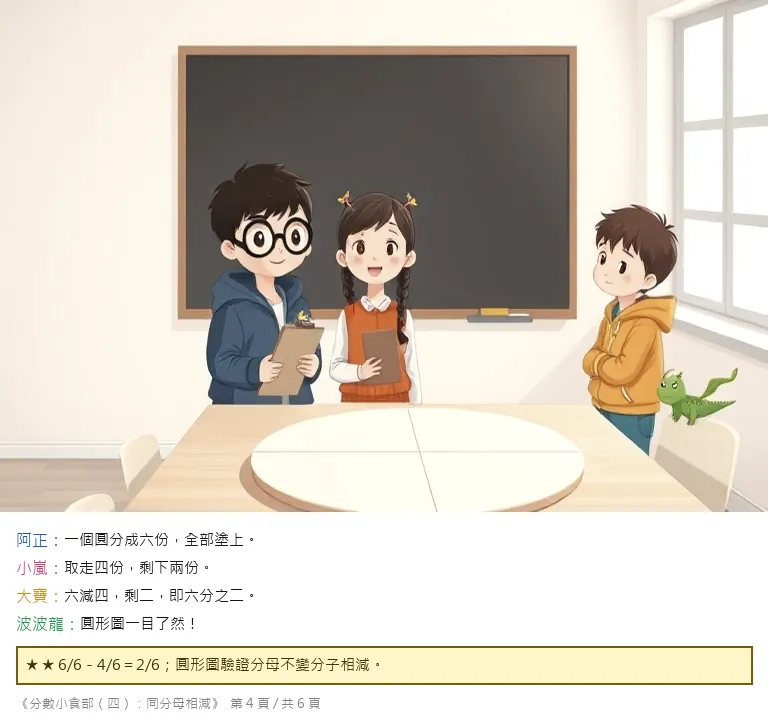 阿正：一個圓分成六份，全部塗上。
小嵐：取走四份，剩下兩份。
大寶：六減四，剩二，即六分之二。
波波龍：圓形圖一目了然！
★★ 6/6 - 4/6 = 2/6；圓形圖驗證分母不變分子相減。
《分數小食部（四）：同分母相減》 第 4 頁 / 共 6 頁